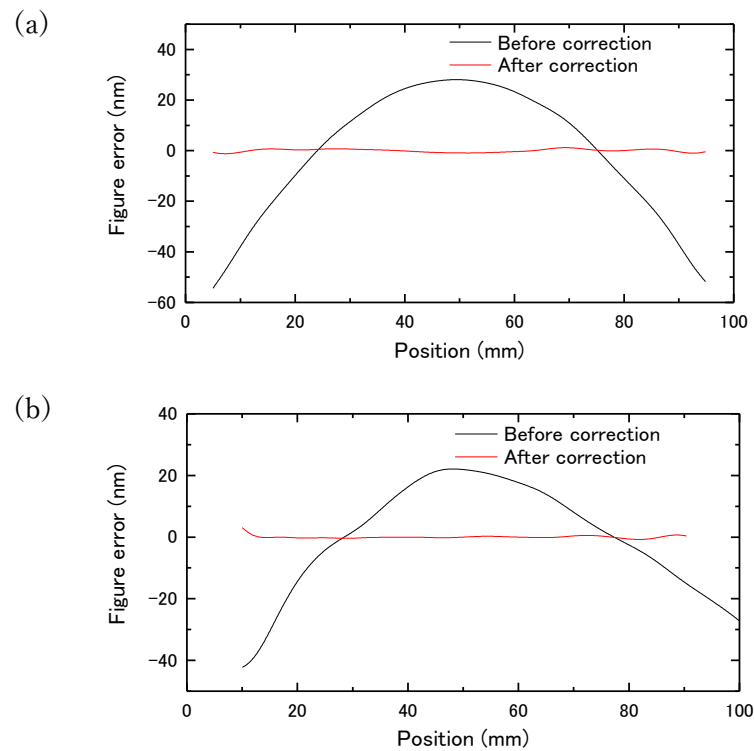 (a)
Before correction
After correction
Figure error (nm)
40
20
0
−20
−40
−60
0
20
40
60
80
100
Position (mm)
(b)
Before correction
After correction
Figure error (nm)
40
20
0
−20
−40
0
20
40
60
80
100
Position (mm)